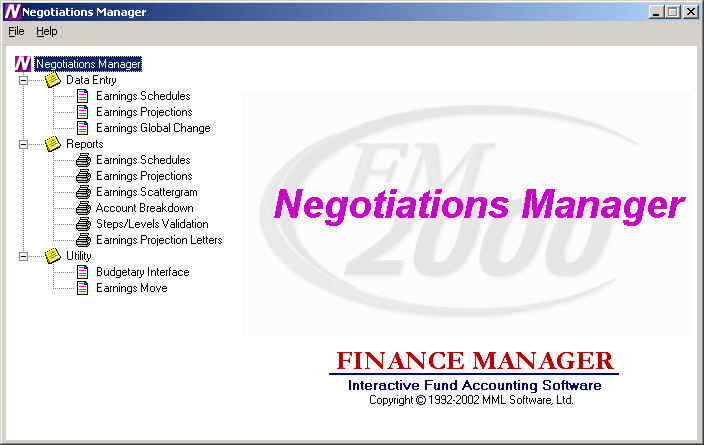 Negotiations Manager
File Help
Negotiations Manager
Data Entry
Earnings Schedules
Earnings Projections
Earnings Global Change
Reports
Earnings Schedules
Earnings Projections
Earnings Scattergram
Account Breakdown
Steps/Levels Validation
Earnings Projection Letters
Utility
Budgetary Interface
Earnings Move
FM
Negotiations Manager
2000
FINANCE MANAGER
Interactive Fund Accounting Software
Copyright © 1992-2002 MML Software, Ltd.